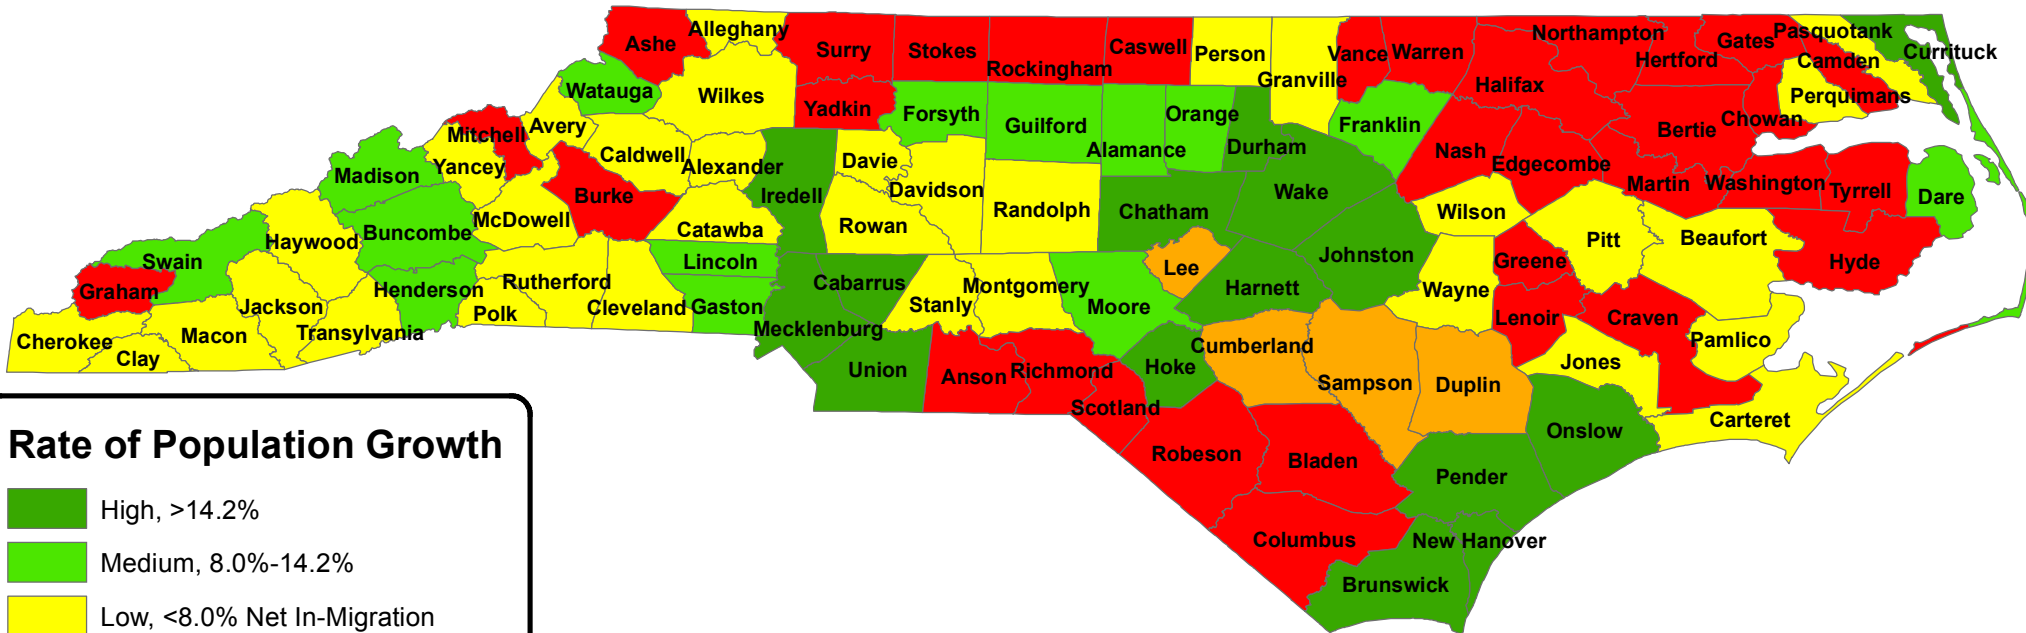 Alleghany
Ashe
Surry
Stokes
Rockingham
Caswell
Person
Granville
Vance
Warren
Northampton
Halifax
Hertford
Gates
Pasquotank
Camden
Currituck
Perquimans
Watauga
Wilkes
Yadkin
Forsyth
Guilford
Alamance
Orange
Durham
Franklin
Nash
Edgecombe
Bertie
Chowan
Mitchell
Avery
Yancey
Caldwell
Alexander
Madison
Burke
Iredell
Davie
Davidson
Randolph
Chatham
Wake
Martin
Washington
Tyrrell
Dare
Buncombe
McDowell
Catawba
Rowan
Wilson
Pitt
Beaufort
Haywood
Swain
Lincoln
Lee
Johnston
Greene
Hyde
Graham
Jackson
Henderson
Rutherford
Polk
Cleveland
Gaston
Cabarrus
Stanly
Montgomery
Moore
Harnett
Wayne
Lenoir
Craven
Pamlico
Cherokee
Clay
Macon
Transylvania
Mecklenburg
Union
Anson
Richmond
Scotland
Hoke
Cumberland
Sampson
Duplin
Jones
Carteret
Onslow
Robeson
Bladen
Pender
Columbus
New Hanover
Brunswick
Rate of Population Growth
High, >14.2%
Medium, 8.0%-14.2%
Low, <8.0% Net In-Migration